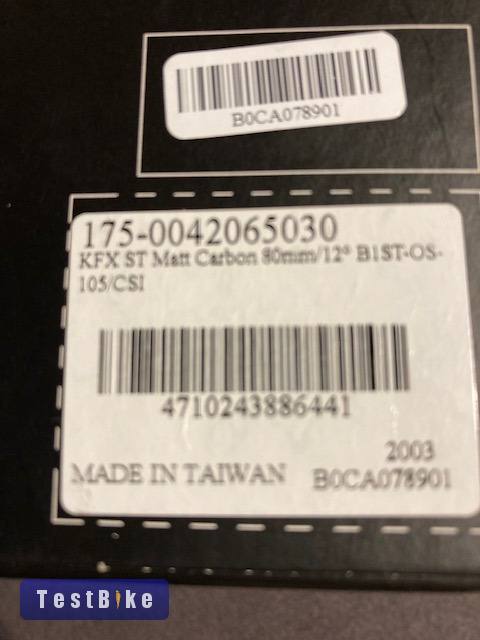 B0CA078901
175-0042065030
KFX ST Matt Carbon 80mm/12° B1ST-OS-
105/CSI
4710243886441
2003
MADE IN TAIWAN B0CA078901
TestBike